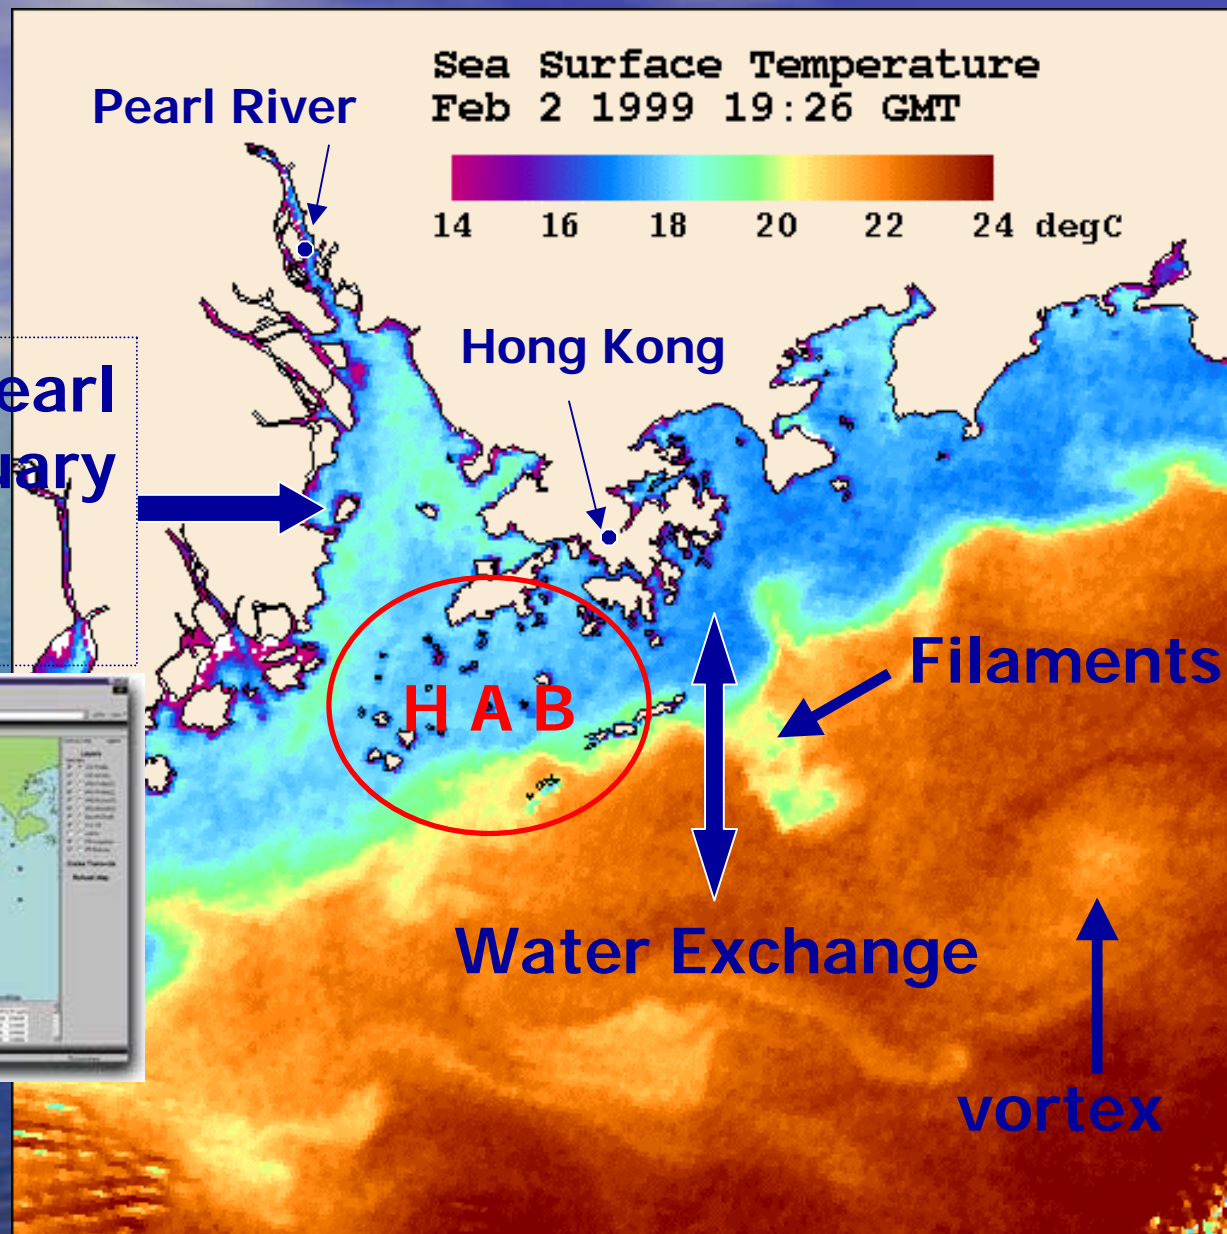 Sea Surface Temperature
Feb 2 1999 19:26 GMT
Pearl River
14 16 18 20 22 24 degC
Hong Kong
earl
uary
Filaments
H A B
Water Exchange
vortex